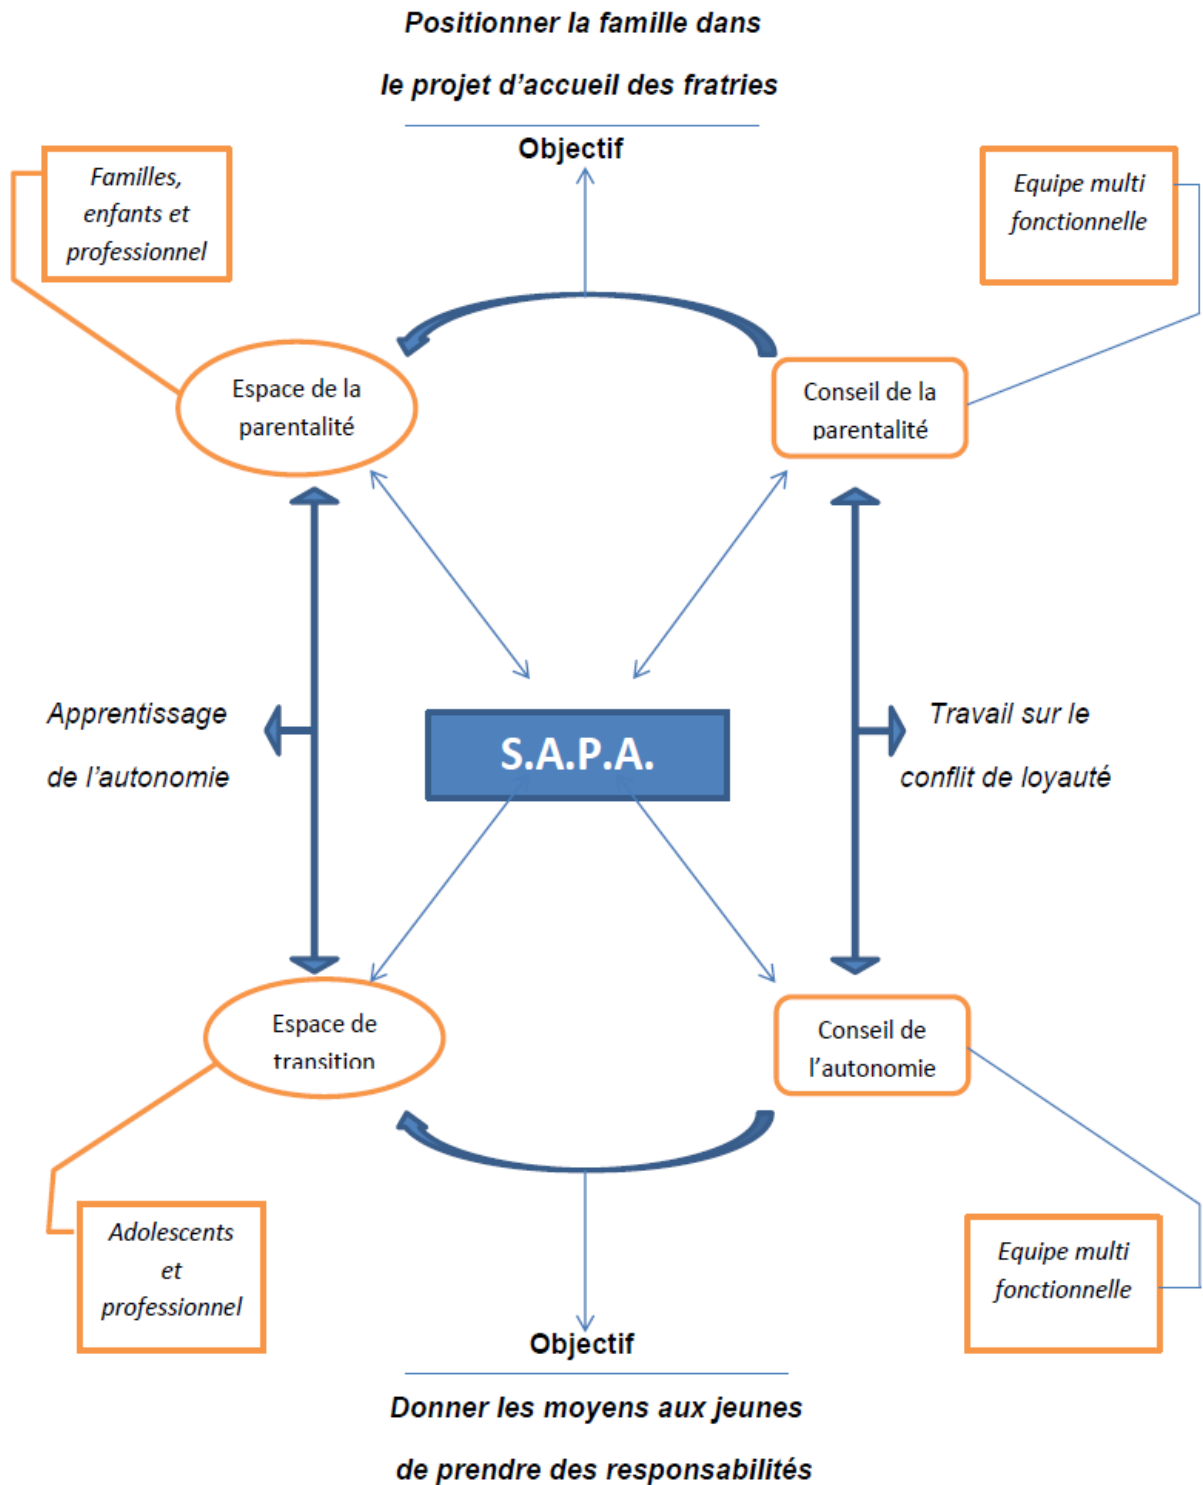 Positionner la famille dans
le projet d’accueil des fratries
Objectif
Familles,
enfants et
professionnel
Equipe multi
fonctionnelle
Espace de la
parentalité
Conseil de la
parentalité
Apprentissage
de l’autonomie
S.A.P.A.
Travail sur le
conflit de loyauté
Espace de
transition
Conseil de
l’autonomie
Adolescents
et
professionnel
Equipe multi
fonctionnelle
Objectif
Donner les moyens aux jeunes
de prendre des responsabilités